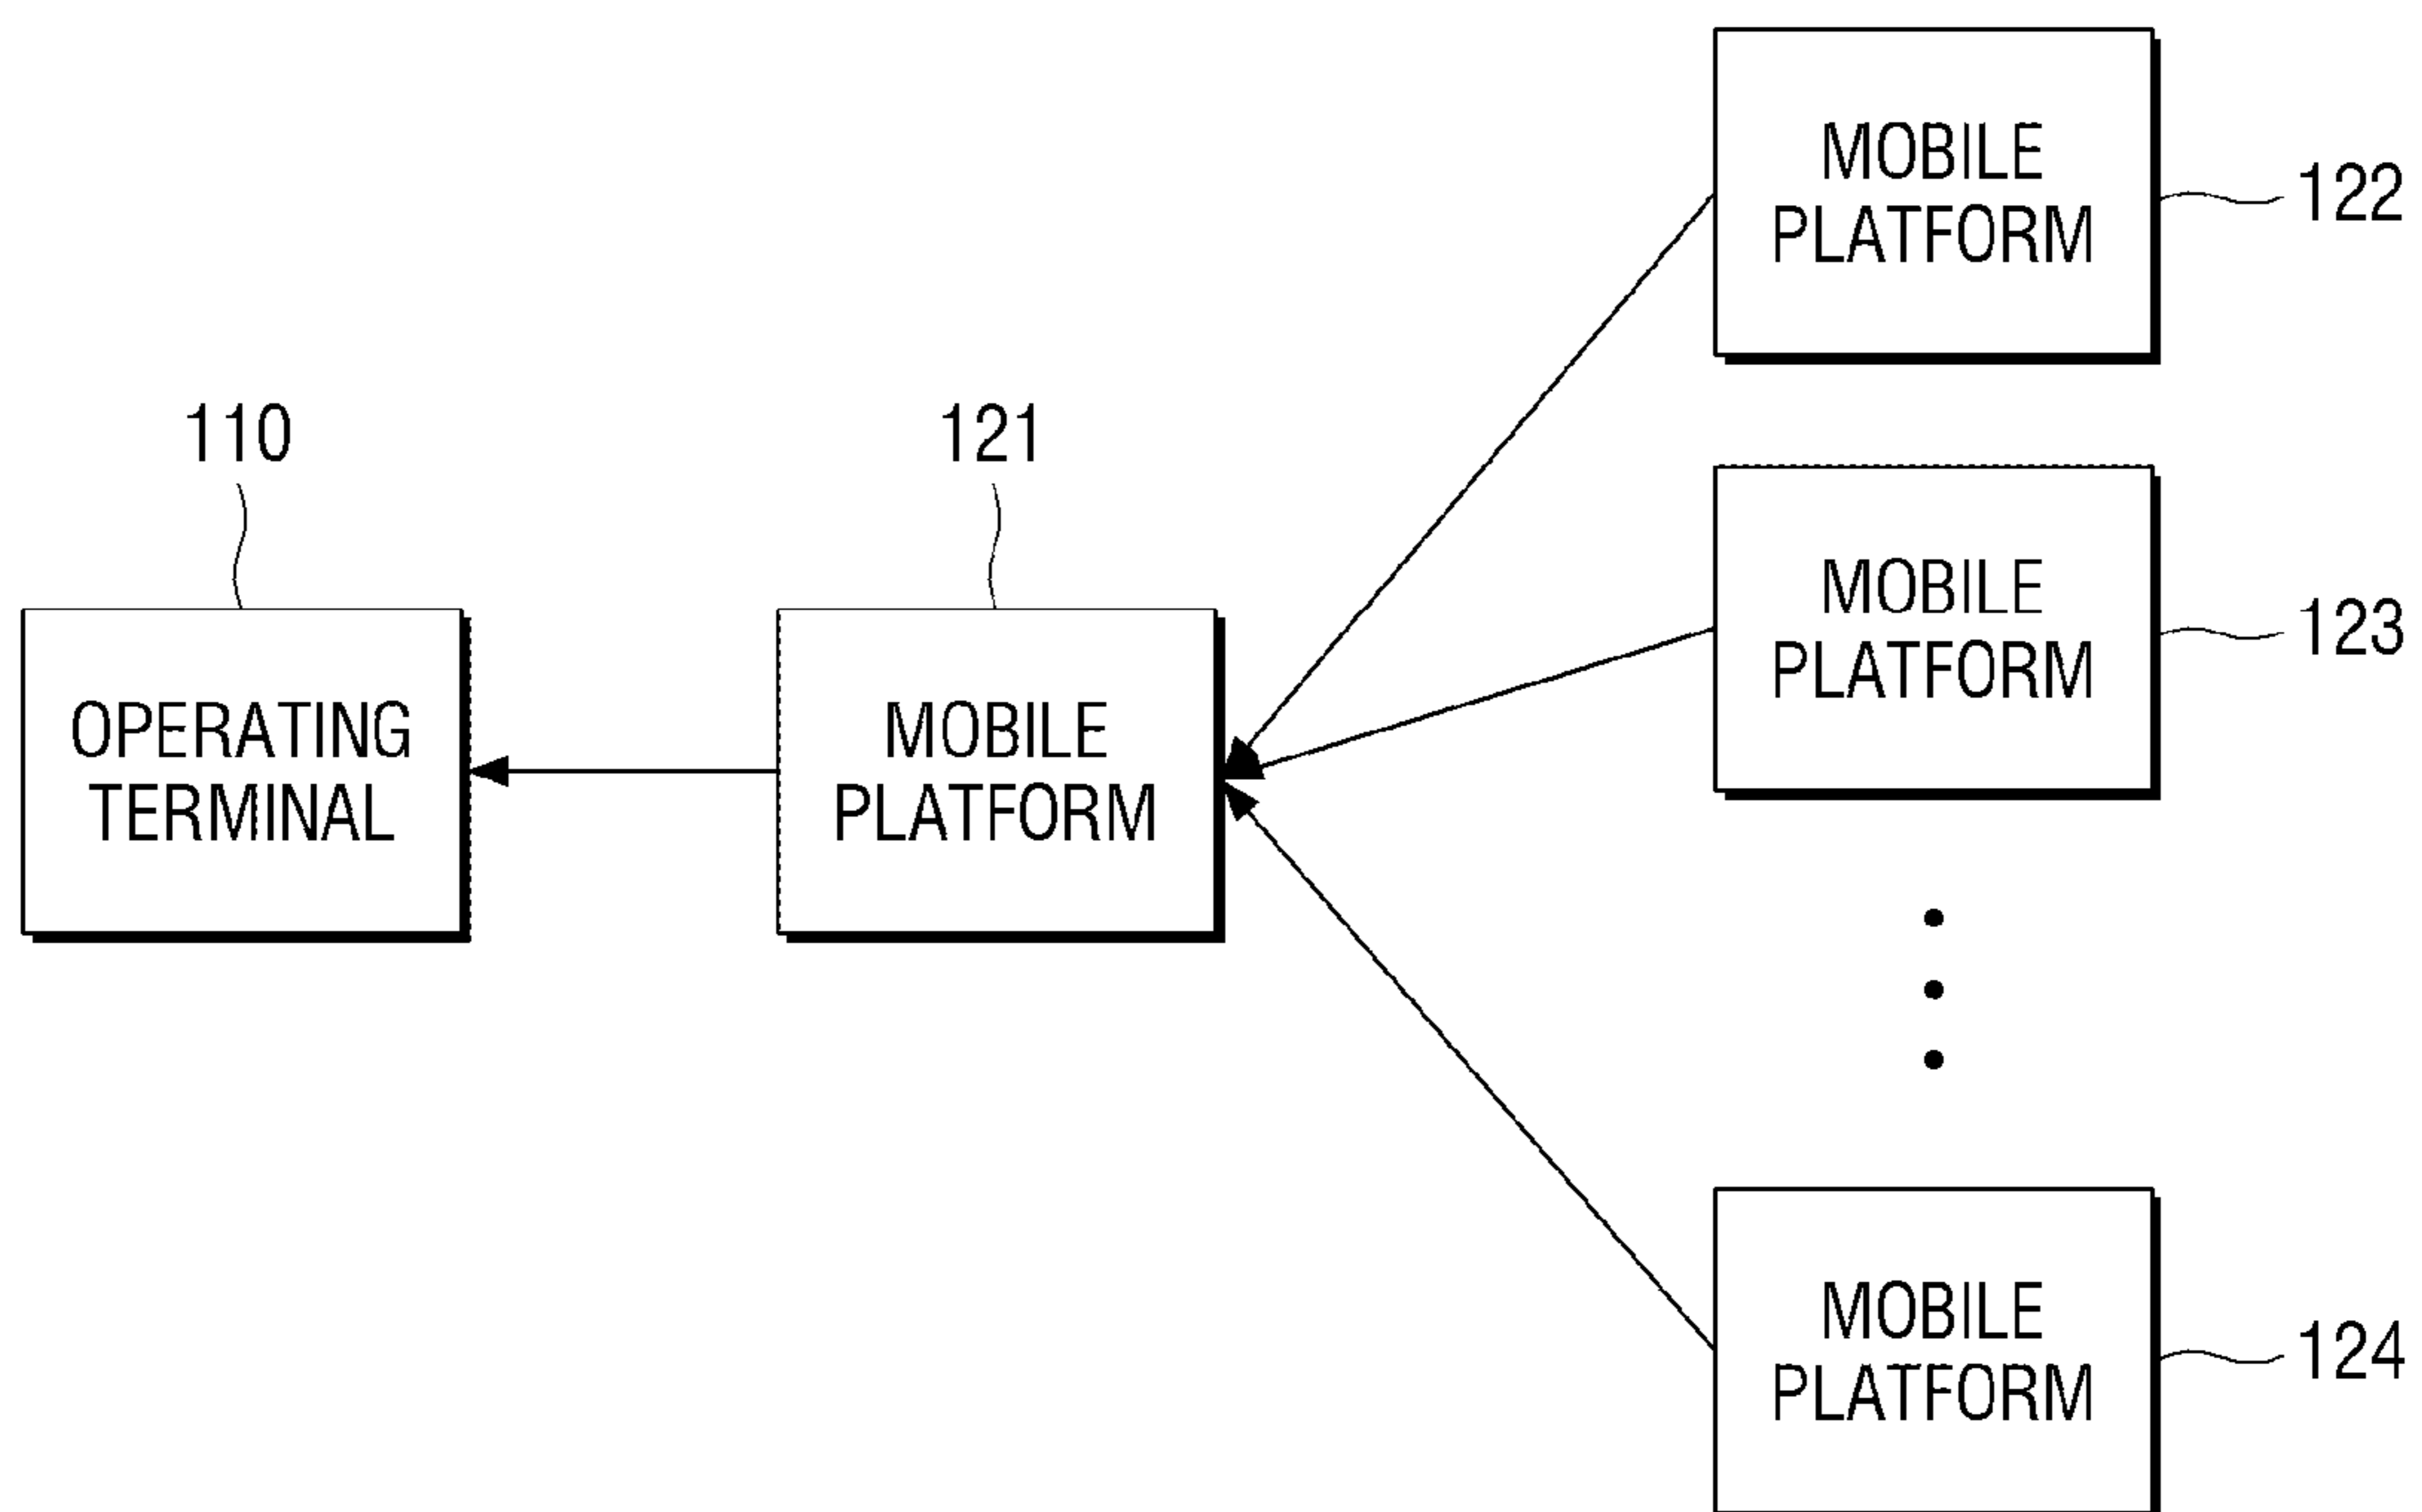 110
OPERATING
TERMINAL
121
MOBILE
PLATFORM
MOBILE
PLATFORM
122
MOBILE
PLATFORM
123
MOBILE
PLATFORM
124